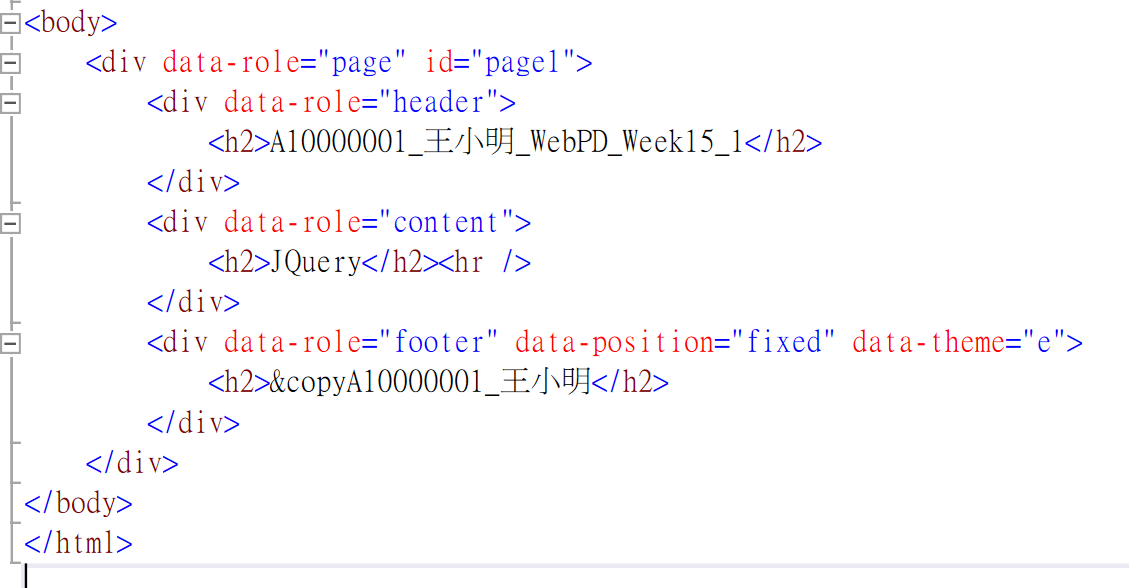 <body>
<div data-role="page" id="page1">
<div data-role="header">
<h2>A10000001_王小明_WebPD_Week15_1</h2>
</div>
<div data-role="content">
<h2>JQuery</h2><hr />
</div>
<div data-role="footer" data-position="fixed" data-theme="e">
<h2>&copyA10000001_王小明</h2>
</div>
</div>
</body>
</html>